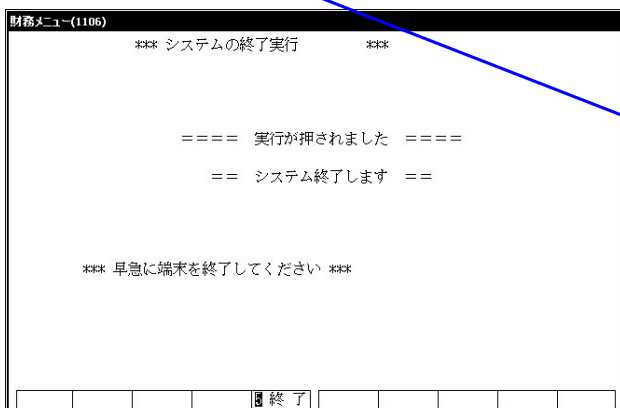 財務メニュー(1106)
*** システムの終了実行 ***
==== 実行が押されました ====
== システム終了します ==
*** 早急に端末を終了してください ***
5 終 了